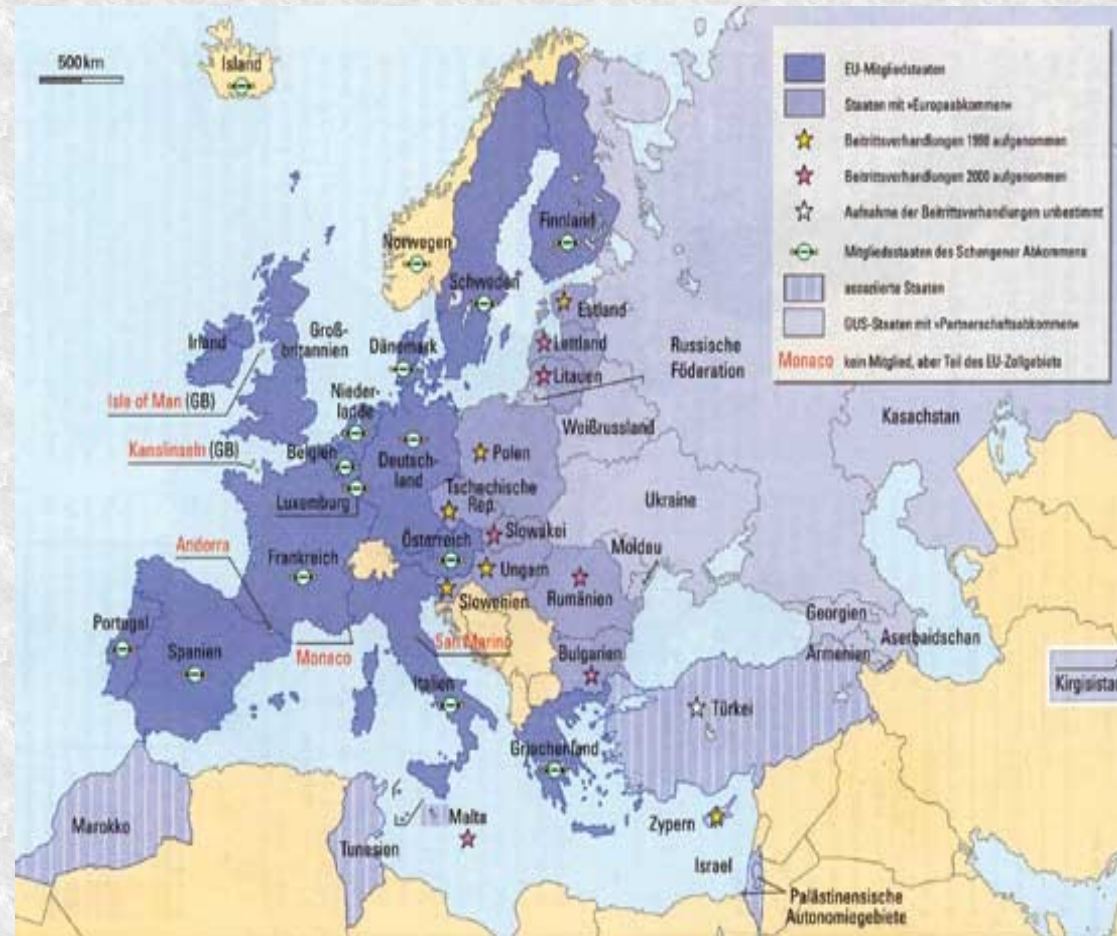 500 km
Island
EU-Mitgliedstaaten
Staaten mit »Europaabkommen«
Beitrittsverhandlungen 1998 aufgenommen
Beitrittsverhandlungen 2000 aufgenommen
Aufnahme der Beitrittsverhandlungen unbestimmt
Mitgliedsstaaten des Schengener Abkommens
assoziierte Staaten
GUS-Staaten mit »Partnerschaftsabkommen«
Monaco kein Mitglied, aber Teil des EU-Zollgebiets
Norwegen
Finnland
Schweden
Estland
Lettland
Litauen
Russische
Föderation
Irland
Groß-
britannien
Dänemark
Isle of Man (GB)
Nieder-
lande
Kanalinseln (GB)
Belgien
Deutsch-
land
Luxemburg
Polen
Weißrussland
Kasachstan
Tschechische
Rep.
Ukraine
Slowakei
Österreich
Moldau
Andorra
Frankreich
Ungarn
Rumänien
Slowenien
Georgien
Portugal
Spanien
Monaco
San Marino
Bulgarien
Armenien
Aserbaidschan
Kirgisistan
Italien
Türkei
Griechenland
Marokko
Tunesien
Malta
Zypern
Israel
Palästinensische
Autonomiegebiete